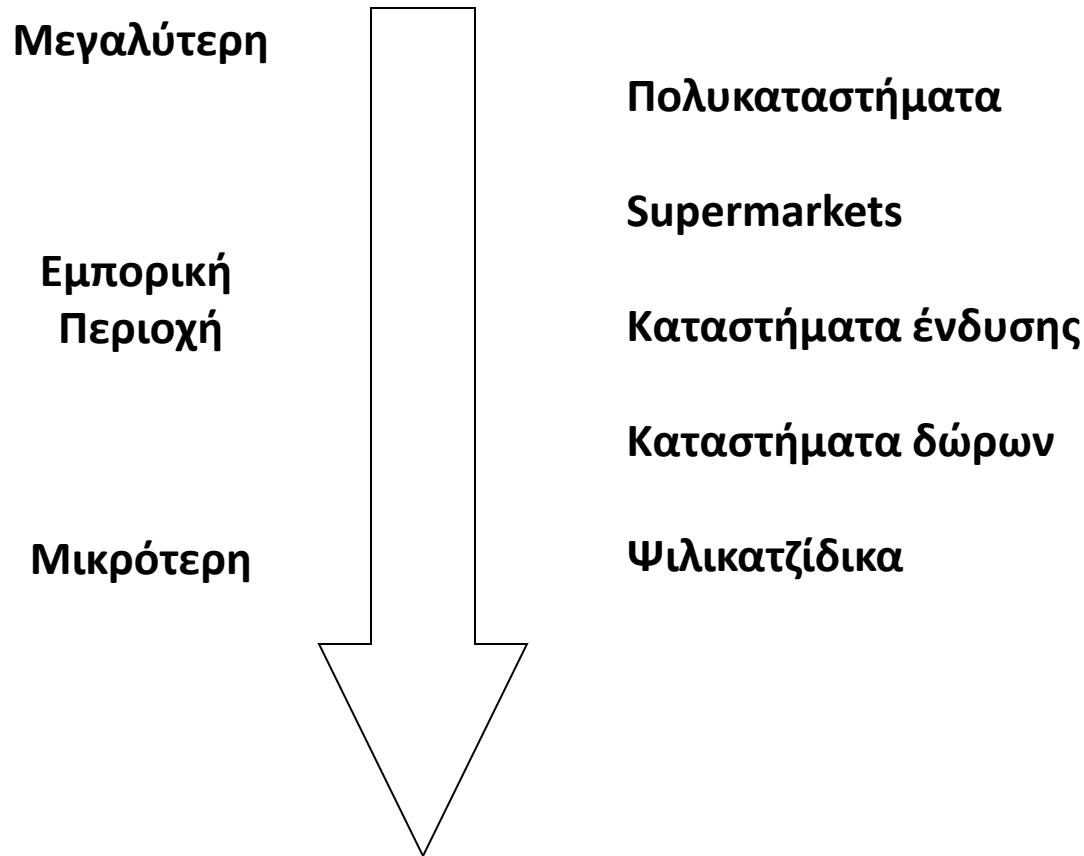 Μεγαλύτερη
Εμπορική
Περιοχή
Μικρότερη
Πολυκαταστήματα
Supermarkets
Καταστήματα ένδυσης
Καταστήματα δώρων
Ψιλικατζίδικα